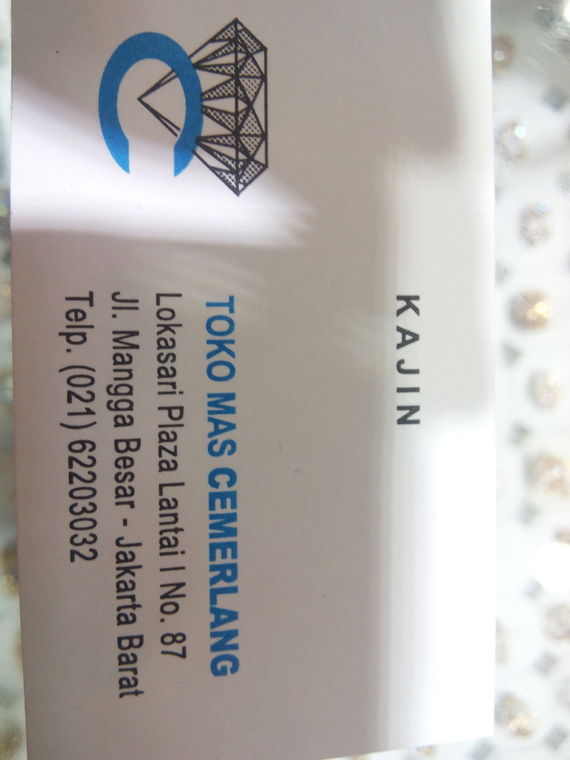 KAJIN
TOKO MAS CEMERLANG
Lokasari Plaza Lantai I No. 87
Jl. Mangga Besar - Jakarta Barat
Telp. (021) 62203032